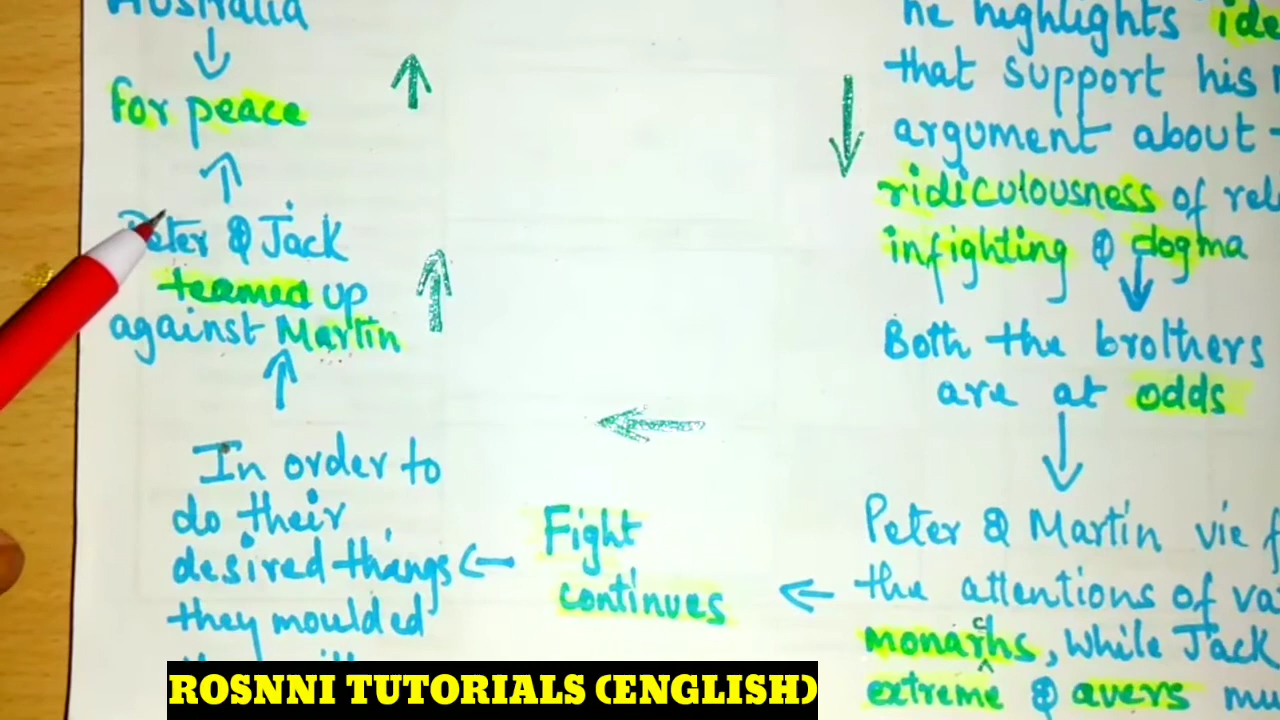 Australia
for peace
Peter & Jack
teamed up
against Martin
In order to
do their
desired things
they moulded
Fight
continues
he highlights
that support his
argument about
ridiculousness of
infighting & dogma
Both the brothers
are at odds
Peter & Martin vie
the attentions of
monarchs, while Jack
extreme & avers
ROSNNI TUTORIALS (ENGLISH)